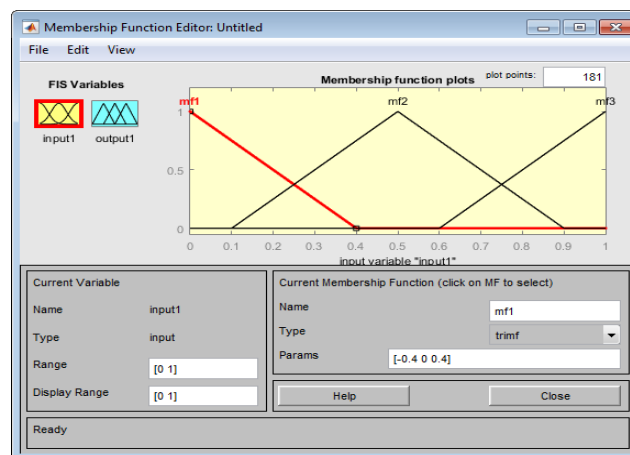 Membership Function Editor: Untitled
File Edit View
FIS Variables
input1 output1
Membership function plots plot points: 181
mf1 mf2 mf3
1
0.5
0
0 0.1 0.2 0.3 0.4 0.5 0.6 0.7 0.8 0.9 1
input variable "input1"
Current Variable
Name input1
Type input
Range [0 1]
Display Range [0 1]
Current Membership Function (click on MF to select)
Name mf1
Type trimf
Params [-0.4 0 0.4]
Help Close
Ready